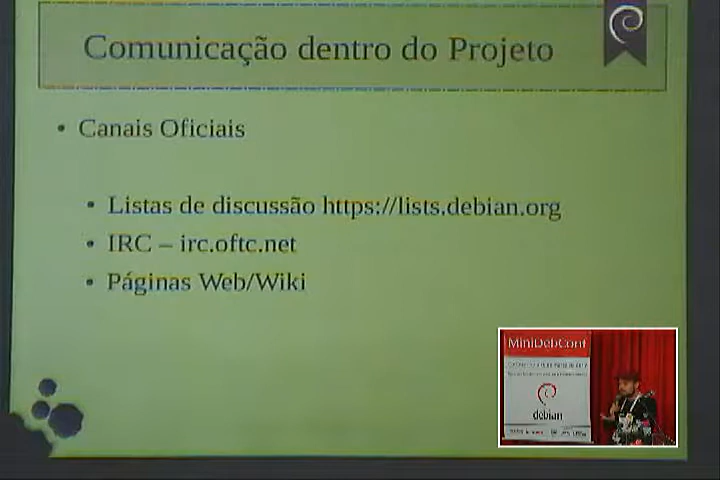 Comunicação dentro do Projeto
• Canais Oficiais
• Listas de discussão https://lists.debian.org
• IRC – irc.oftc.net
• Páginas Web/Wiki
MiniDebConf
debian